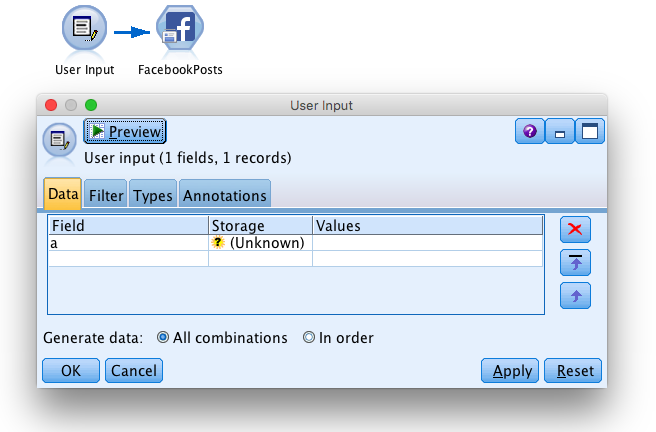 User Input
FacebookPosts
User Input
Preview
User input (1 fields, 1 records)
Data Filter Types Annotations
Field Storage Values
a (Unknown)
Generate data: All combinations In order
OK Cancel Apply Reset